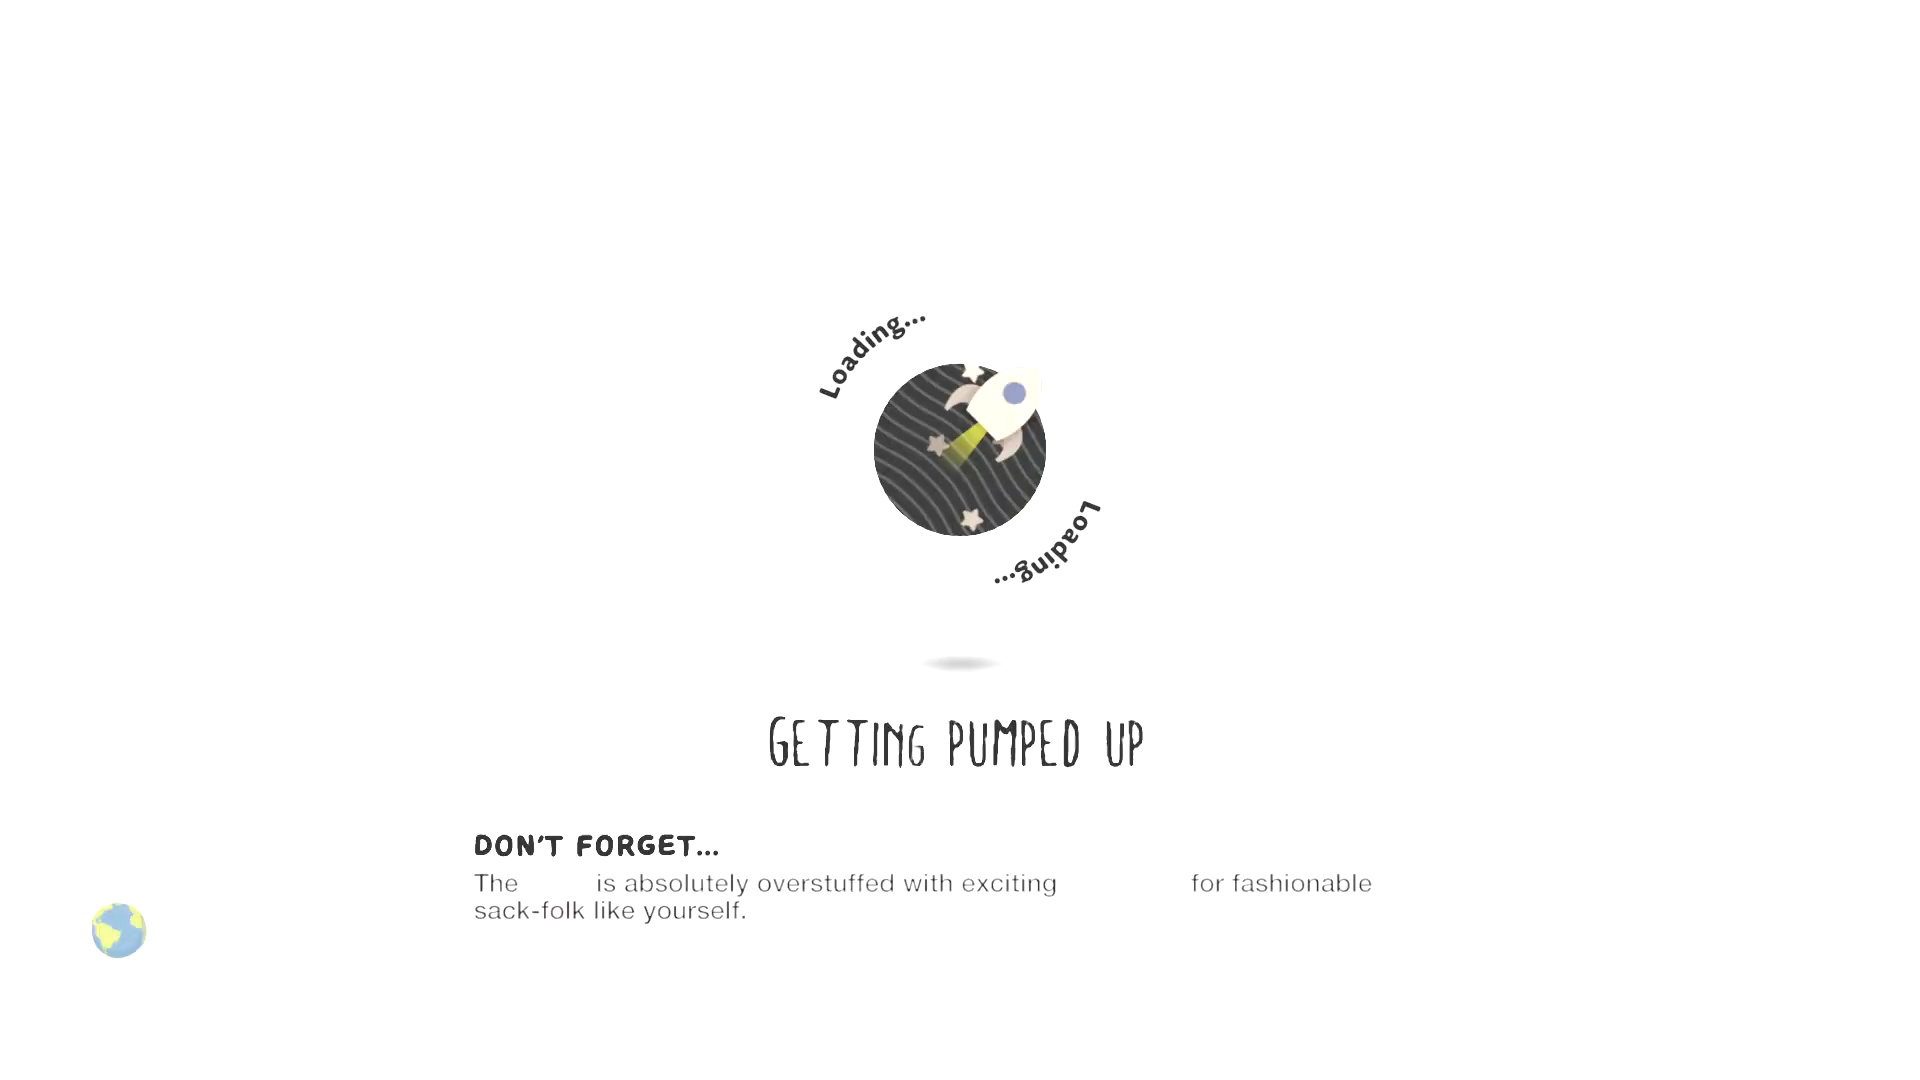 Loading...
Loading...
GETTING PUMPED UP
DON'T FORGET...
The is absolutely overstuffed with exciting for fashionable
sack-folk like yourself.